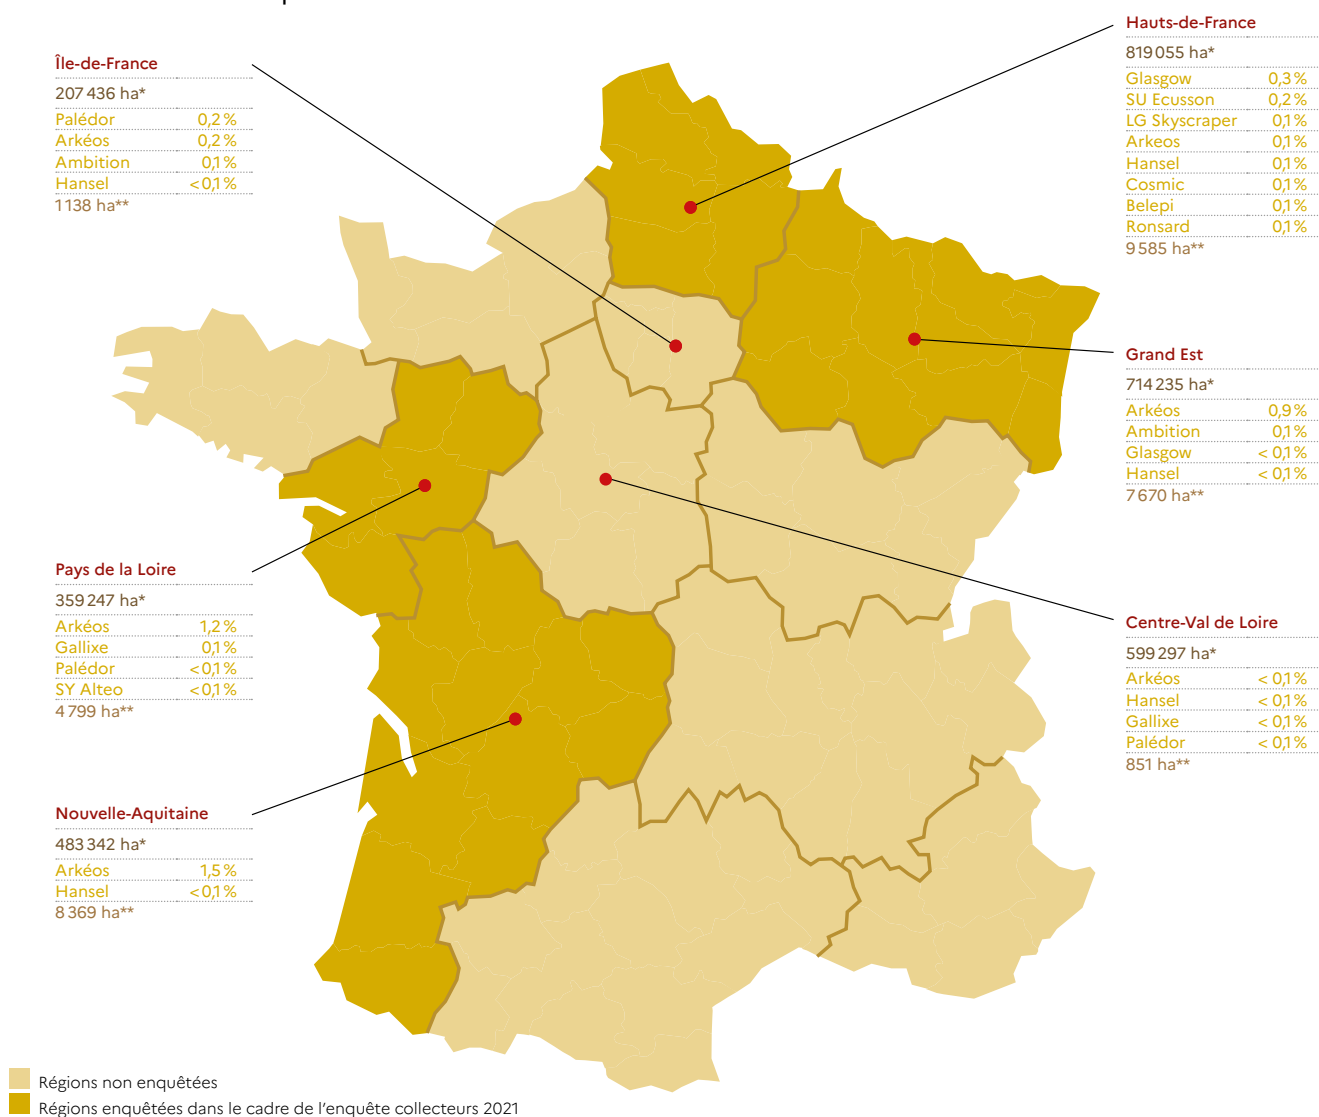 Île-de-France
207 436 ha*
Palédor 0,2 %
Arkéos 0,2 %
Ambition 0,1 %
Hansel <0,1 %
1 138 ha**
Hauts-de-France
819 055 ha*
Glasgow 0,3 %
SU Ecusson 0,2 %
LG Skyscraper 0,1 %
Arkeos 0,1 %
Hansel 0,1 %
Cosmic 0,1 %
Belepi 0,1 %
Ronsard 0,1 %
9 585 ha**
Grand Est
714 235 ha*
Arkéos 0,9 %
Ambition 0,1 %
Glasgow < 0,1 %
Hansel < 0,1 %
7 670 ha**
Pays de la Loire
359 247 ha*
Arkéos 1,2 %
Gallixe 0,1 %
Palédor <0,1 %
SY Alteo <0,1 %
4 799 ha**
Centre-Val de Loire
599 297 ha*
Arkéos < 0,1 %
Hansel < 0,1 %
Gallixe < 0,1 %
Palédor < 0,1 %
851 ha**
Nouvelle-Aquitaine
483 342 ha*
Arkéos 1,5 %
Hansel <0,1 %
8 369 ha**
Régions non enquêtées
Régions enquêtées dans le cadre de l'enquête collecteurs 2021